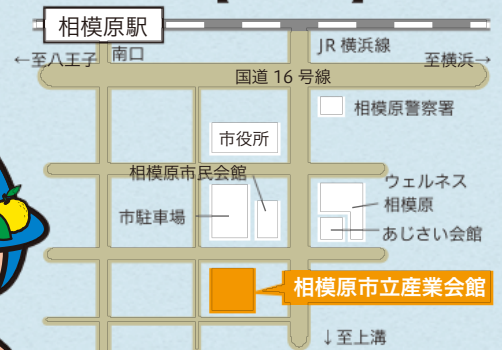 相模原駅
南口
JR 横浜線
←至八王子
至横浜→
国道 16 号線
相模原警察署
市役所
相模原市民会館
ウェルネス
相模原
市駐車場
あじさい会館
相模原市立産業会館
↓至上溝